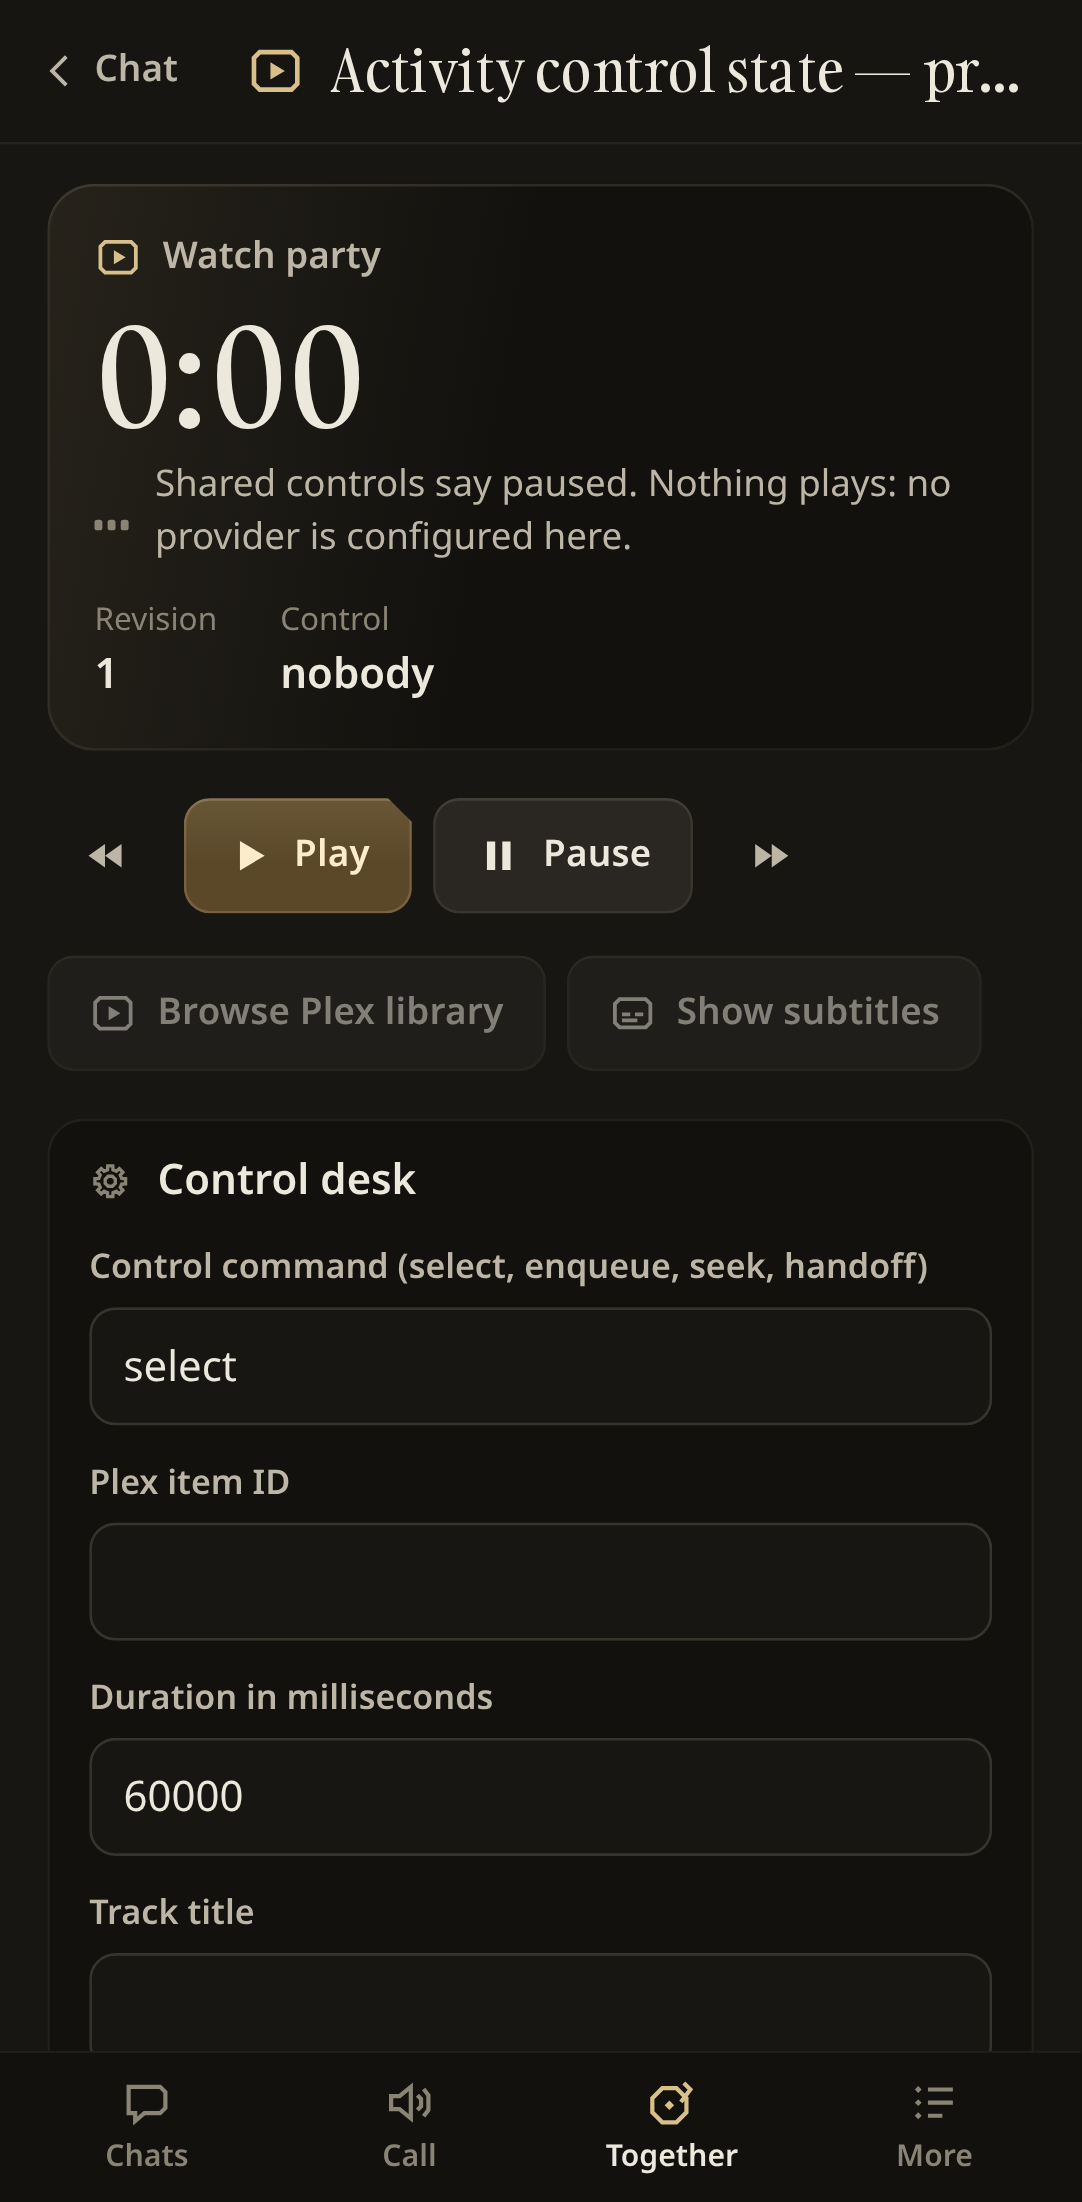 Chat
Activity control state — pr...
Watch party
0:00
Shared controls say paused. Nothing plays: no
provider is configured here.
Revision
Control
1
nobody
Play
Pause
Browse Plex library
Show subtitles
Control desk
Control command (select, enqueue, seek, handoff)
select
Plex item ID
Duration in milliseconds
60000
Track title
Chats
Call
Together
More